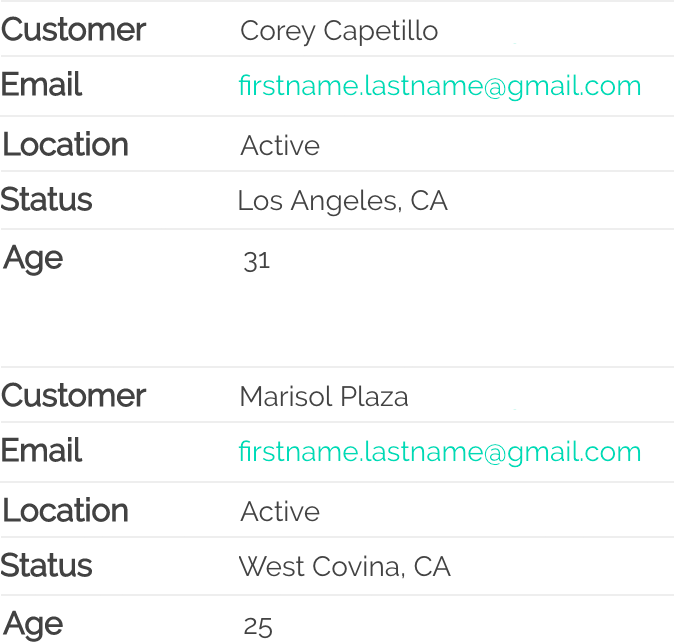 Customer Corey Capetillo
Email firstname.lastname@gmail.com
Location Active
Status Los Angeles, CA
Age 31
Customer Marisol Plaza
Email firstname.lastname@gmail.com
Location Active
Status West Covina, CA
Age 25